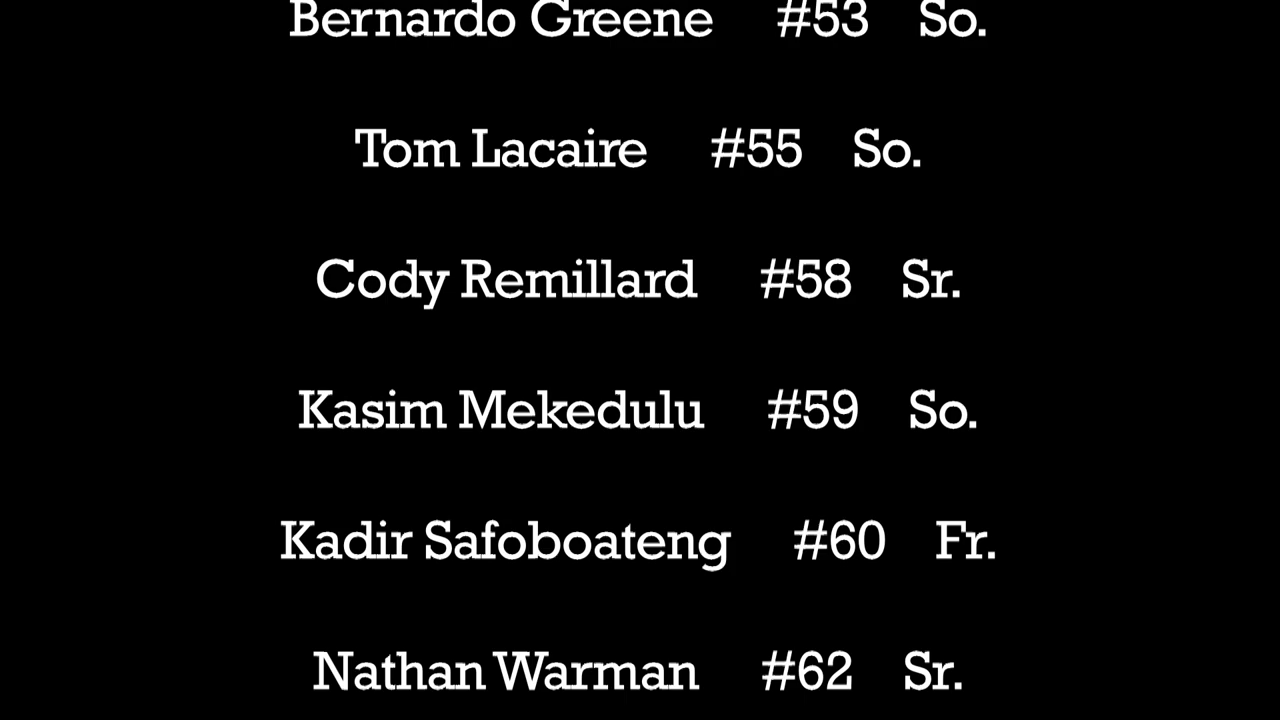 Bernardo Greene #53 So.
Tom Lacaire #55 So.
Cody Remillard #58 Sr.
Kasim Mekedulu #59 So.
Kadir Safoboateng #60 Fr.
Nathan Warman #62 Sr.